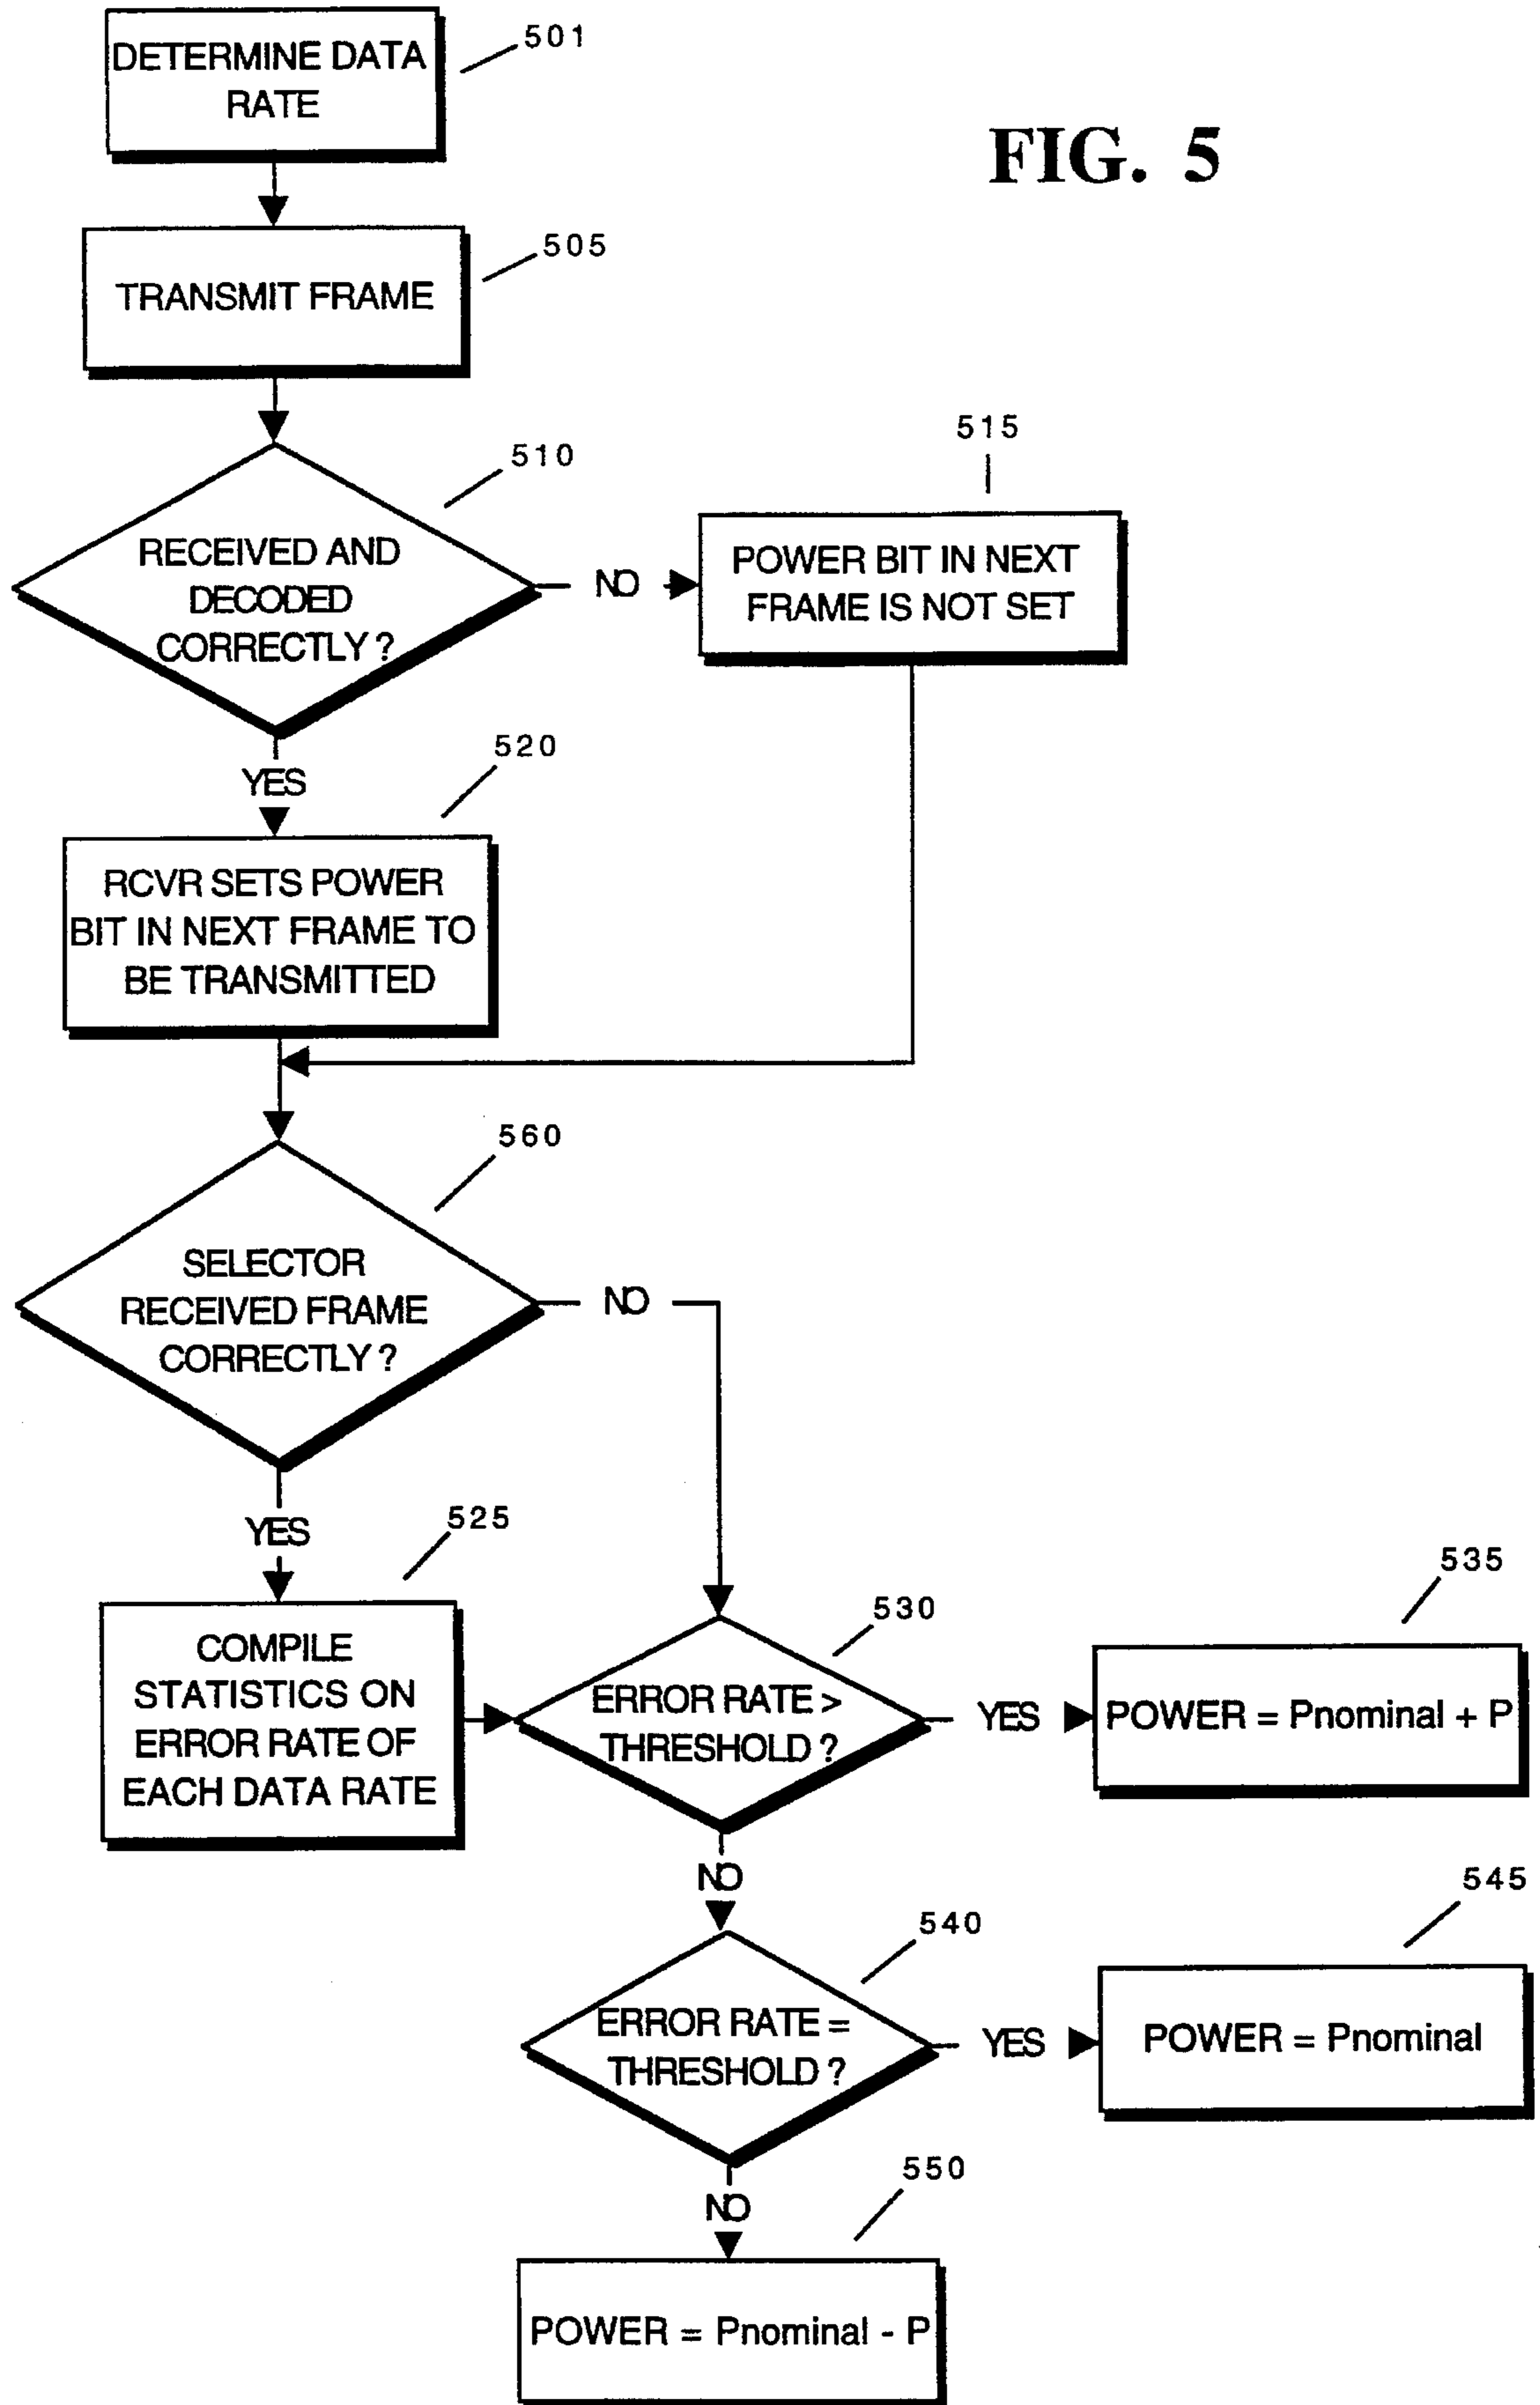 501
DETERMINE DATA
RATE
FIG. 5
505
TRANSMIT FRAME
510
RECEIVED AND
DECODED
CORRECTLY?
NO
515
POWER BIT IN NEXT
FRAME IS NOT SET
YES
520
RCVR SETS POWER
BIT IN NEXT FRAME TO
BE TRANSMITTED
560
SELECTOR
RECEIVED FRAME
CORRECTLY?
NO
YES
525
COMPILE
STATISTICS ON
ERROR RATE OF
EACH DATA RATE
530
ERROR RATE >
THRESHOLD?
YES
535
POWER = Pnominal + P
NO
540
ERROR RATE =
THRESHOLD?
YES
545
POWER = Pnominal
NO
550
POWER = Pnominal - P